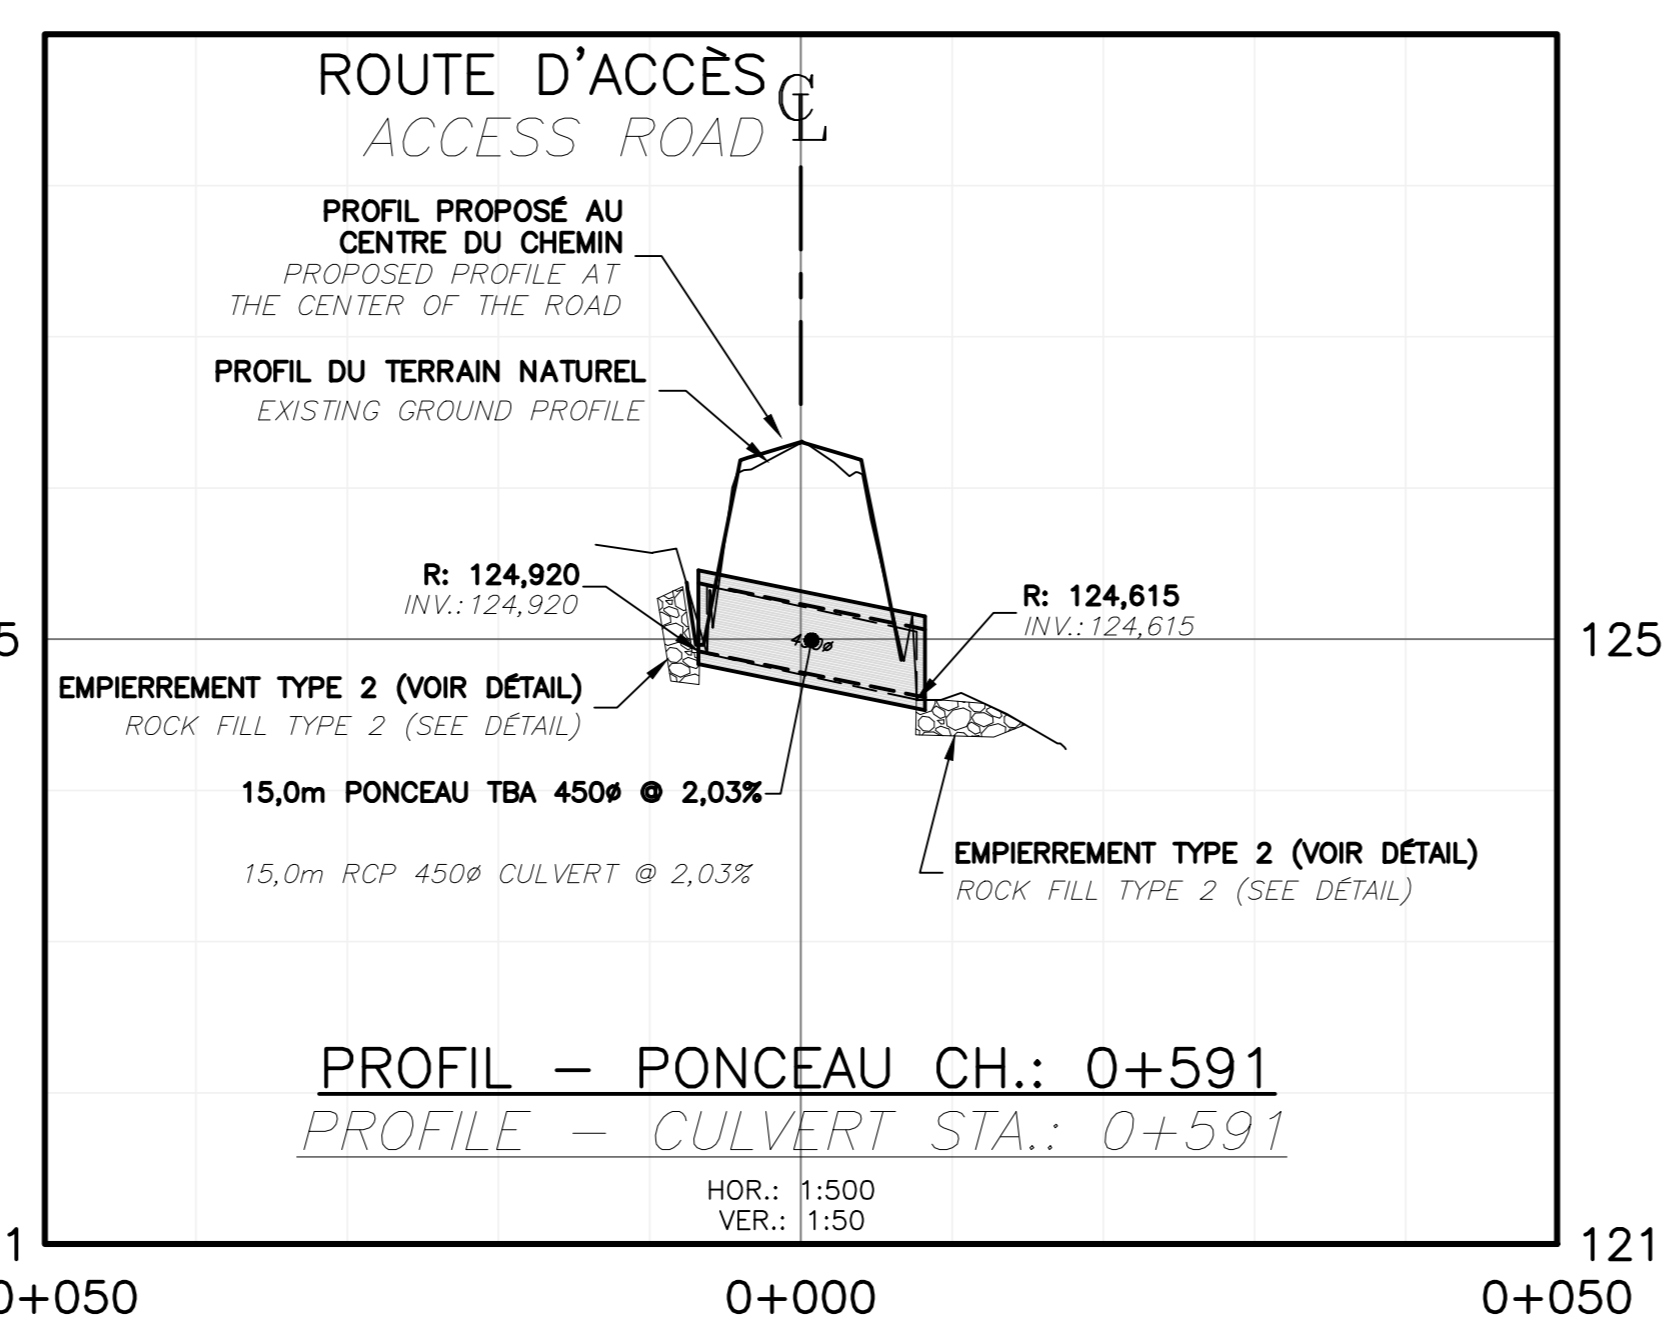 ROUTE D'ACCÈS
ACCESS ROAD
CL
PROFIL PROPOSÉ AU
CENTRE DU CHEMIN
PROPOSED PROFILE AT
THE CENTER OF THE ROAD
PROFIL DU TERRAIN NATUREL
EXISTING GROUND PROFILE
R: 124,920
INV.:124,920
R: 124,615
INV.:124,615
5
450ø
125
EMPIERREMENT TYPE 2 (VOIR DÉTAIL)
ROCK FILL TYPE 2 (SEE DÉTAIL)
15,0m PONCEAU TBA 450ø @ 2,03%
15,0m RCP 450ø CULVERT @ 2,03%
EMPIERREMENT TYPE 2 (VOIR DÉTAIL)
ROCK FILL TYPE 2 (SEE DÉTAIL)
PROFIL – PONCEAU CH.: 0+591
PROFILE – CULVERT STA.: 0+591
HOR.: 1:500
VER.: 1:50
1
121
0+050
0+000
0+050